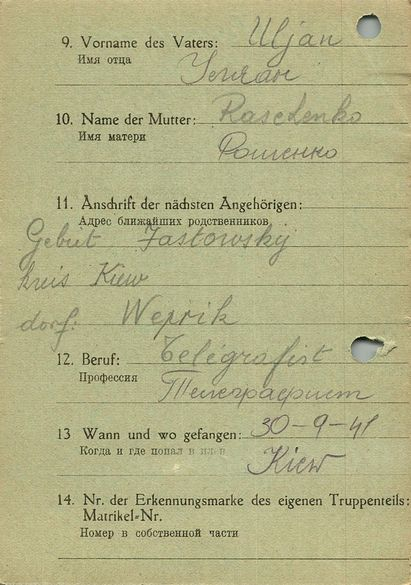 9. Vorname des Vaters: Uljan
Имя отца
Уелан
10. Name der Mutter: Raschenko
Имя матери
Рошенко
11. Anschrift der nächsten Angehörigen:
Адрес ближайших родственников
Gebiet Fastowsky
kreis Kiew
dorf: Weprik
12. Beruf: Telegrafist
Профессия
Телеграфист
13 Wann und wo gefangen: 30-9-41
Когда и где попал в плен
Kiew
14. Nr. der Erkennungsmarke des eigenen Truppenteils:
Matrikel-Nr.
Номер в собственной части